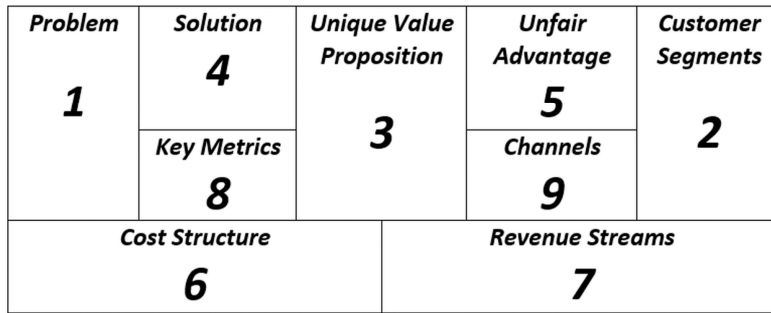 Problem
1
Solution
4
Key Metrics
8
Unique Value
Proposition
3
Unfair
Advantage
5
Channels
9
Customer
Segments
2
Cost Structure
6
Revenue Streams
7